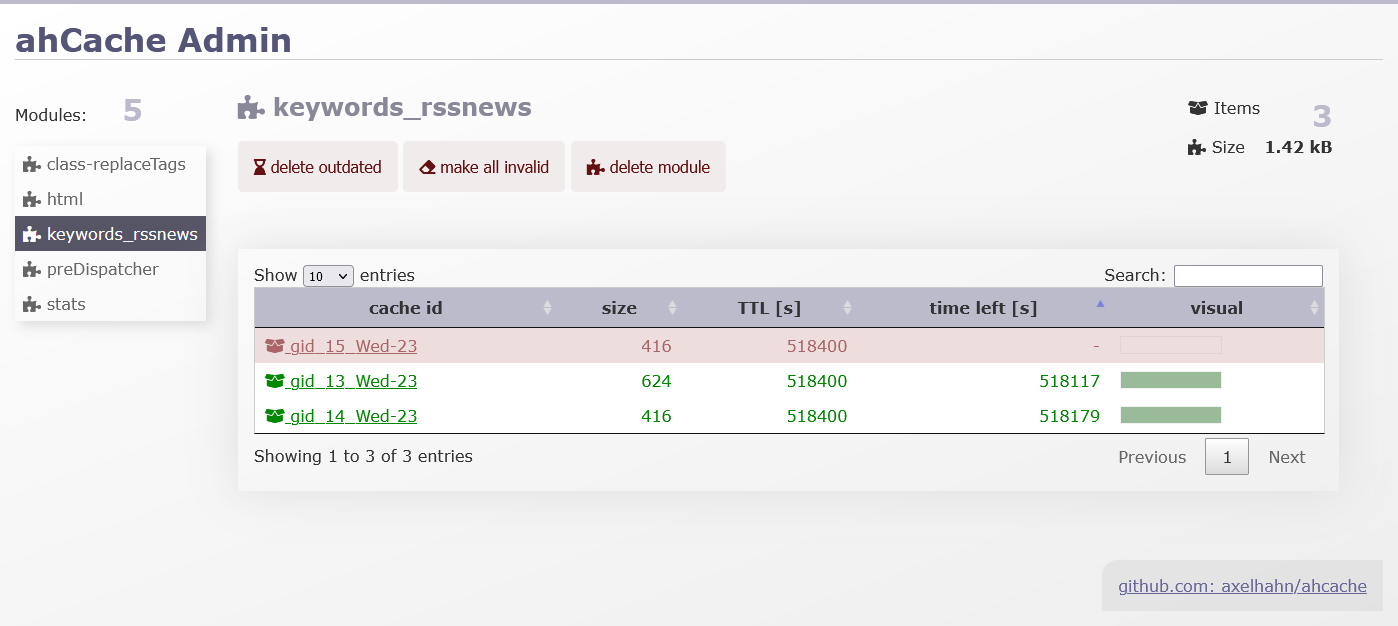 ahCache Admin
Modules: 5
class-replaceTags
html
keywords_rssnews
preDispatcher
stats
keywords_rssnews
delete outdated make all invalid delete module
Items 3
Size 1.42 kB
Show 10 entries Search:
cache id size TTL [s] time left [s] visual
gid_15_Wed-23 416 518400 -
gid_13_Wed-23 624 518400 518117
gid_14_Wed-23 416 518400 518179
Showing 1 to 3 of 3 entries Previous 1 Next
github.com: axelhahn/ahcache